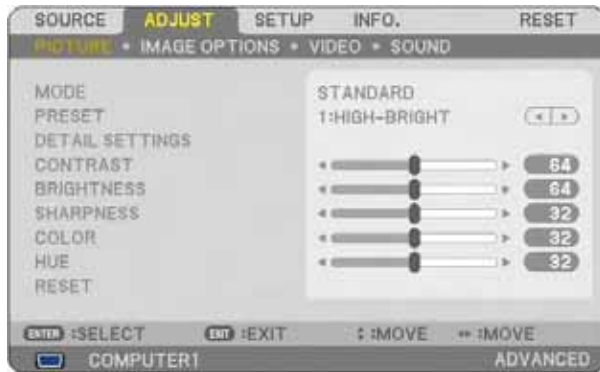 SOURCE ADJUST SETUP INFO. RESET
PICTURE • IMAGE OPTIONS • VIDEO • SOUND
MODE STANDARD
PRESET 1:HIGH-BRIGHT
DETAIL SETTINGS
CONTRAST 64
BRIGHTNESS 64
SHARPNESS 32
COLOR 32
HUE 32
RESET
ENTER :SELECT EXIT :EXIT ↕ :MOVE ↔ :MOVE
COMPUTER1 ADVANCED